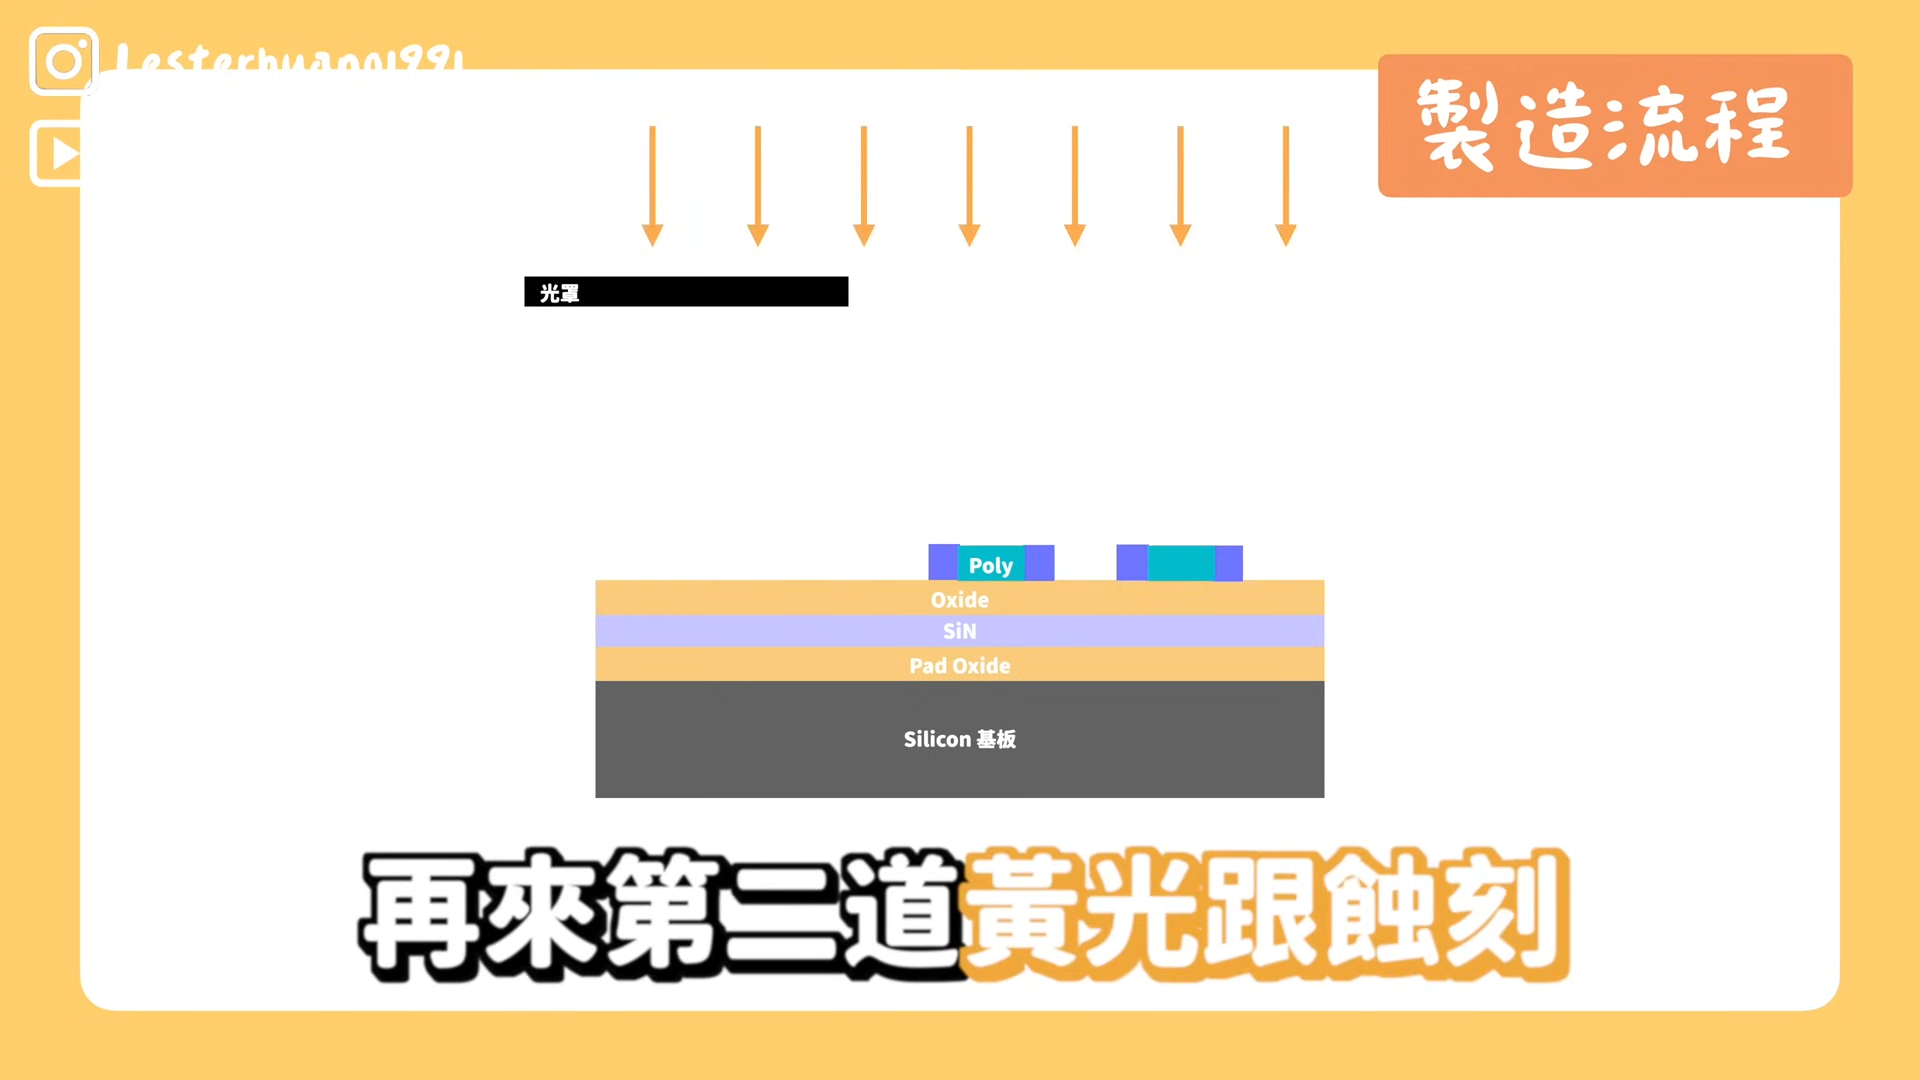 Lesterhuang1991
製造流程
光罩
Poly
Oxide
SiN
Pad Oxide
Silicon 基板
再來第二道黃光跟蝕刻